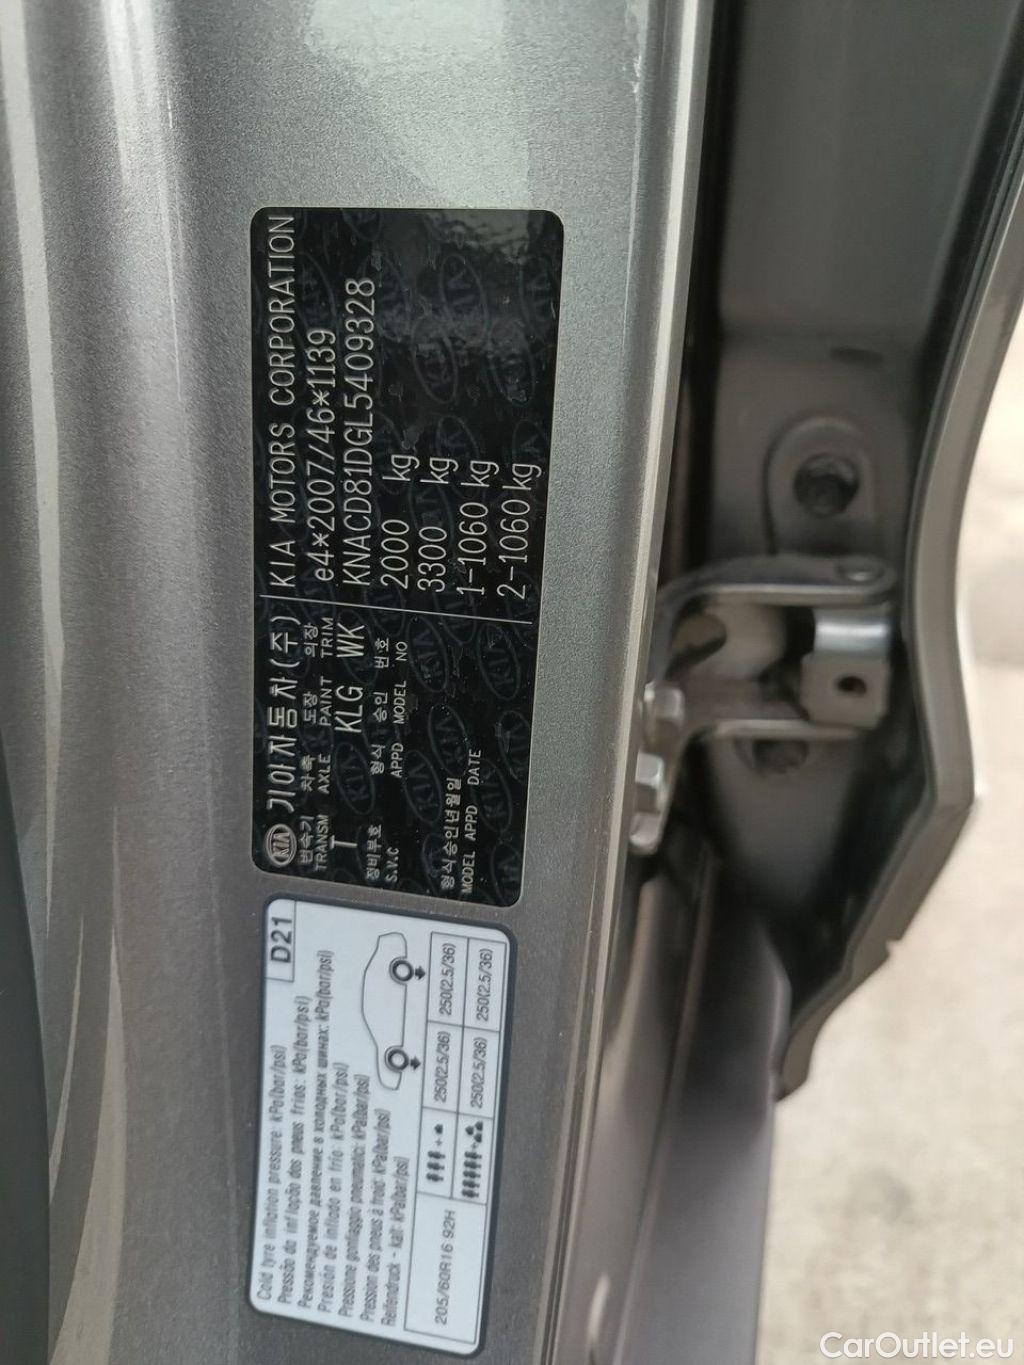 KIA 기아자동차(주) KIA MOTORS CORPORATION
변속기 차축 도장 의장
TRANSM AXLE PAINT TRIM e4*2007/46*1139
T KLG WK KNACD81DGL5409328
정비부호 형식 승인 번호
S.V.C APPD MODEL NO 2000 kg
3300 kg
형식승인년월일 1-1060 kg
MODEL APPD DATE 2-1060 kg
D21
Cold tyre inflation pressure: kPa(bar/psi)
Pressão da inflação dos pneus frios: kPa(bar/psi)
Рекомендуемое давление в холодных шинах: kPa(bar/psi)
Presión de inflado en frío kPa(bar/psi)
Pressione gonfiaggio pneumatici: kPa(bar/psi)
Pression des pneus à froid: kPa(bar/psi)
Reifendruck - kalt: kPa(bar/psi)
205/60R16 92H
250(2.5/36) 250(2.5/36)
250(2.5/36) 250(2.5/36)
CarOutlet.eu